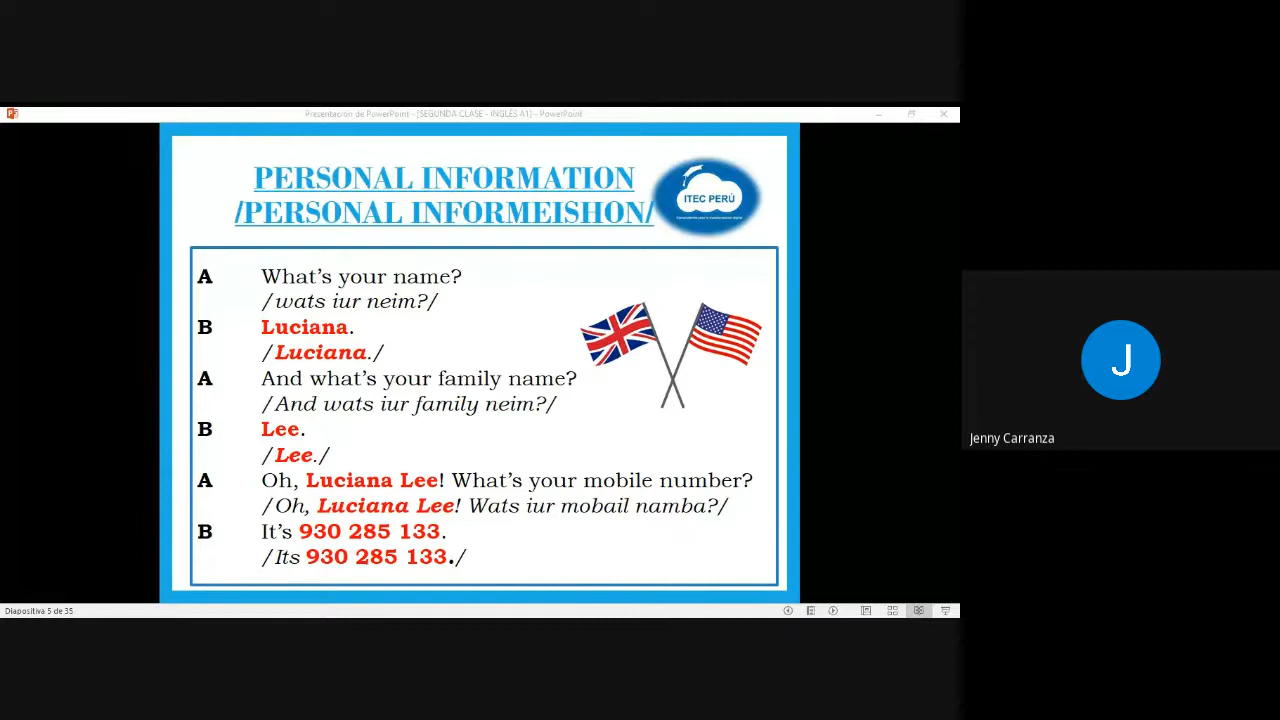 Presentación de PowerPoint - [SEGUNDA CLASE - INGLÉS A1] - PowerPoint
PERSONAL INFORMATION
/PERSONAL INFORMEISHON/
ITEC PERÚ
A What's your name?
/wats iur neim?/
B Luciana.
/Luciana./
A And what's your family name?
/And wats iur family neim?/
B Lee.
/Lee./
A Oh, Luciana Lee! What's your mobile number?
/Oh, Luciana Lee! Wats iur mobail namba?/
B It's 930 285 133.
/Its 930 285 133./
J
Jenny Carranza
Diapositiva 5 de 35